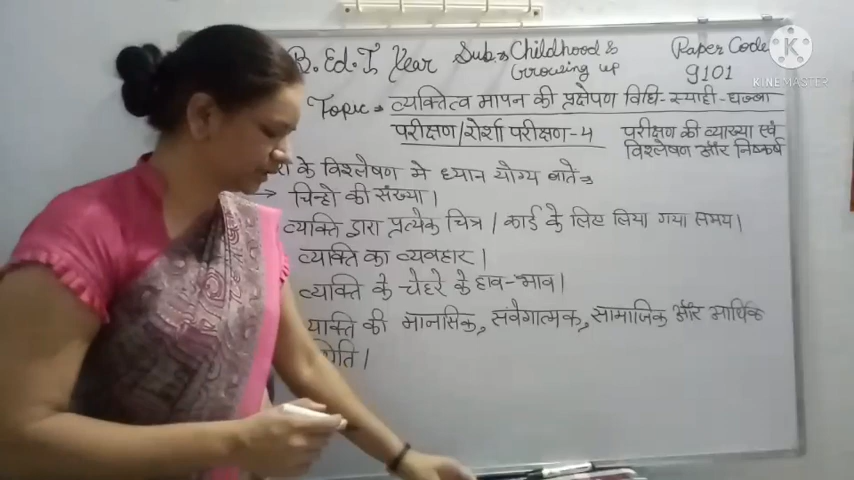 B. Ed. I Year Sub→ Childhood & Growing up Paper Code 9101
Topic → व्यक्तित्व मापन की प्रक्षेपण विधि - स्याही - धब्बा
परीक्षण / रोर्शा परीक्षण - 4 परीक्षण की व्याख्या एवं विश्लेषण और निष्कर्ष
के विश्लेषण मे ध्यान योग्य बातें →
→ चिन्हो की संख्या।
व्यक्ति द्वारा प्रत्येक चित्र / कार्ड के लिए लिया गया समय।
व्यक्ति का व्यवहार।
व्यक्ति के चेहरे के हाव - भाव।
व्यक्ति की मानसिक, संवेगात्मक, सामाजिक और आर्थिक
K
KINEMASTER